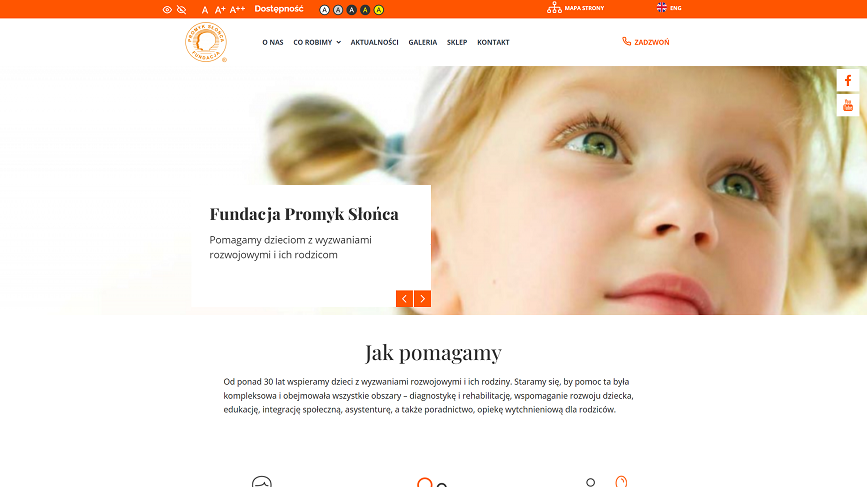 A A+ A++ Dostępność A A A A A MAPA STRONY ENG
PROMYK SŁOŃCA
FUNDACJA
O NAS CO ROBIMY AKTUALNOŚCI GALERIA SKLEP KONTAKT ZADZWOŃ
You
Tube
Fundacja Promyk Słońca
Pomagamy dzieciom z wyzwaniami
rozwojowymi i ich rodzicom
Jak pomagamy
Od ponad 30 lat wspieramy dzieci z wyzwaniami rozwojowymi i ich rodziny. Staramy się, by pomoc ta była
kompleksowa i obejmowała wszystkie obszary – diagnostykę i rehabilitację, wspomaganie rozwoju dziecka,
edukację, integrację społeczną, asystenturę, a także poradnictwo, opiekę wytchnieniową dla rodziców.